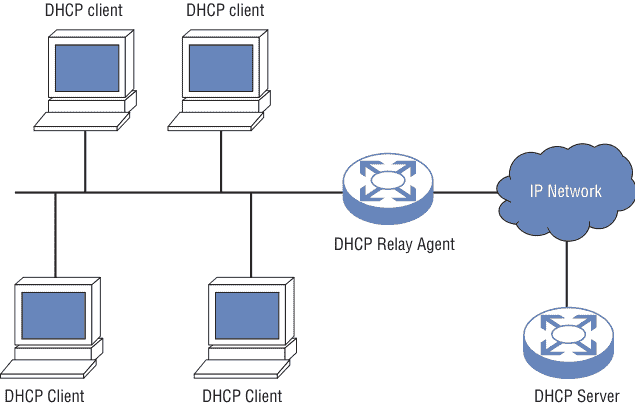 DHCP client
DHCP client
IP Network
DHCP Relay Agent
DHCP Client
DHCP Client
DHCP Server